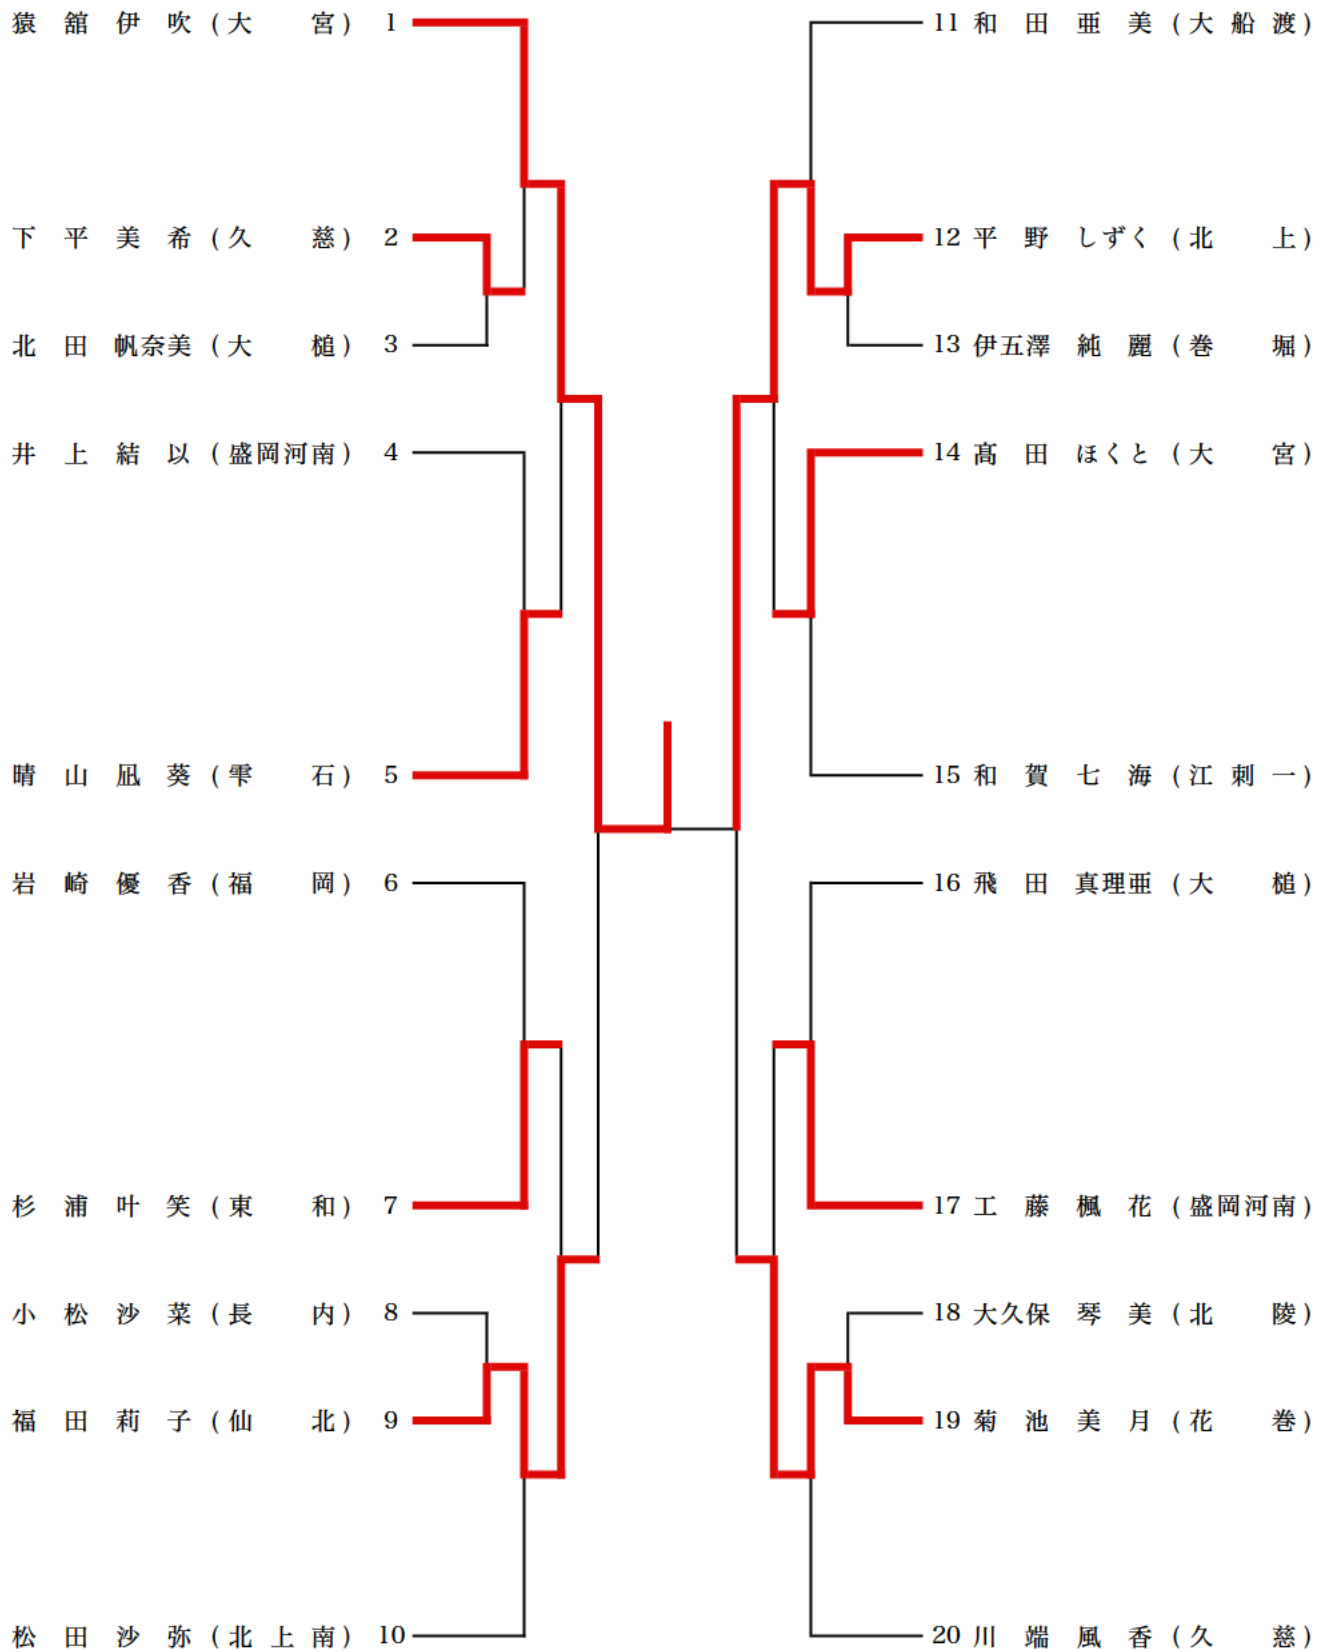 猿舘伊吹(大宮) 1
下平美希(久慈) 2
北田帆奈美(大槌) 3
井上結以(盛岡河南) 4
晴山凪葵(雫石) 5
岩崎優香(福岡) 6
杉浦叶笑(東和) 7
小松沙菜(長内) 8
福田莉子(仙北) 9
松田沙弥(北上南) 10
11 和田亜美(大船渡)
12 平野しずく(北上)
13 伊五澤純麗(巻堀)
14 髙田ほくと(大宮)
15 和賀七海(江刺一)
16 飛田真理亜(大槌)
17 工藤楓花(盛岡河南)
18 大久保琴美(北陵)
19 菊池美月(花巻)
20 川端風香(久慈)